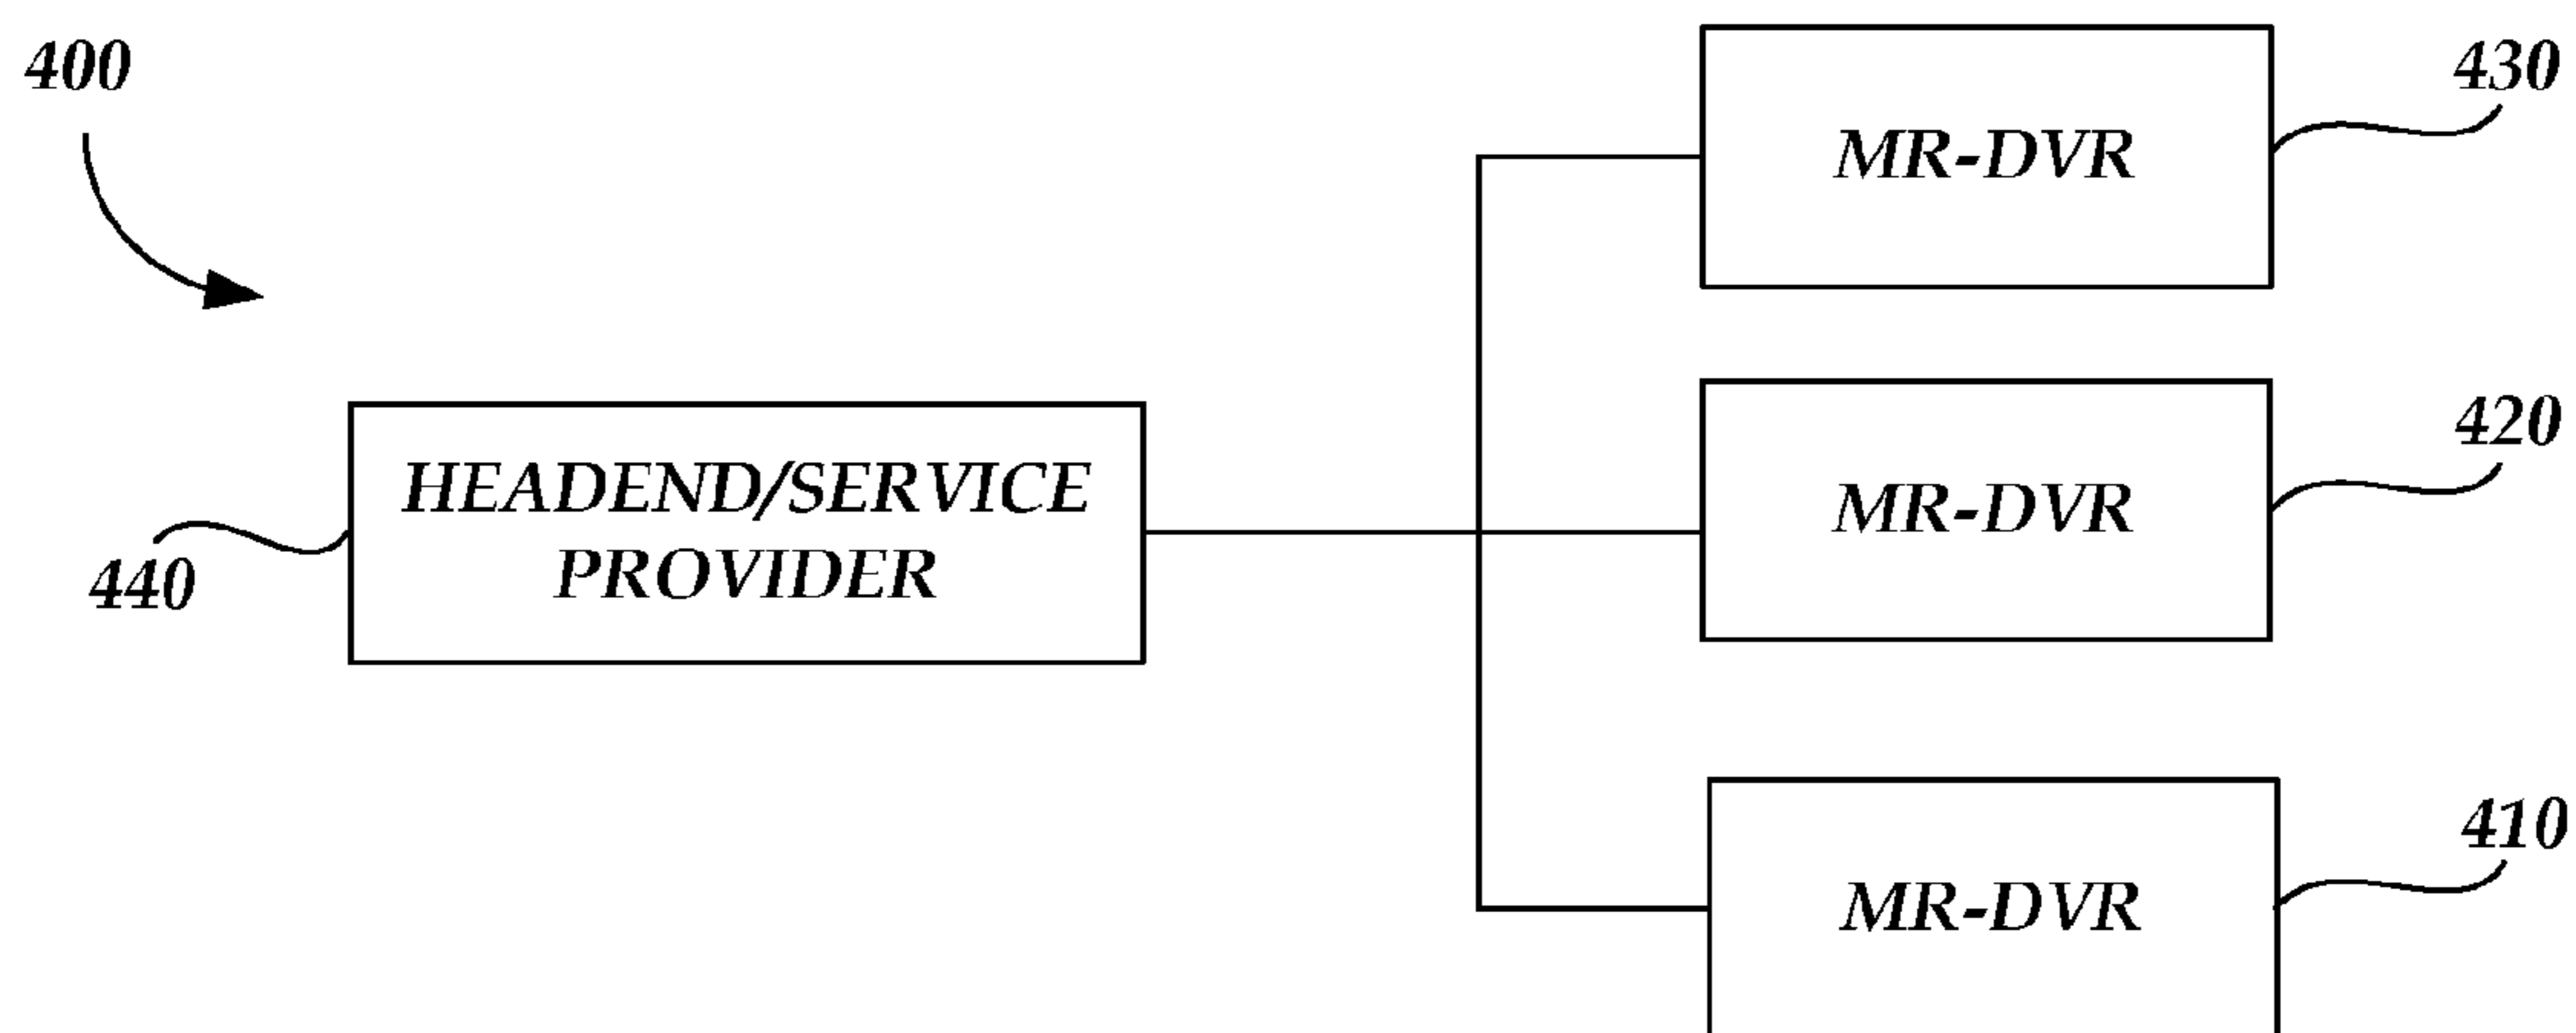 400
430
MR-DVR
420
MR-DVR
HEADEND/SERVICE
PROVIDER
440
410
MR-DVR